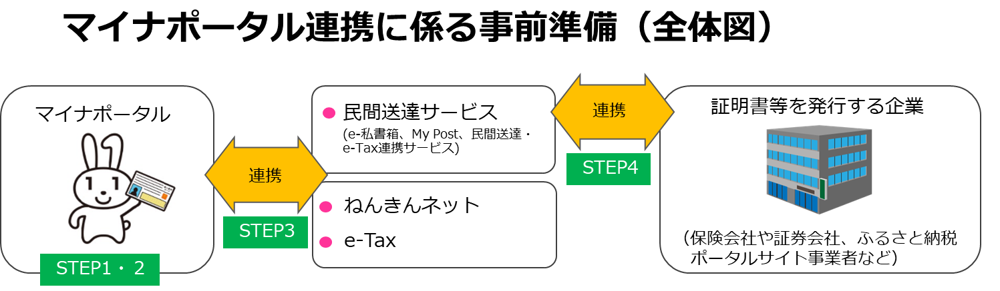 マイナポータル連携に係る事前準備（全体図）
マイナポータル
STEP1・２
連携
STEP3
民間送達サービス
(e-私書箱、My Post、民間送達・
e-Tax連携サービス)
ねんきんネット
e-Tax
連携
STEP4
証明書等を発行する企業
（保険会社や証券会社、ふるさと納税
ポータルサイト事業者など）